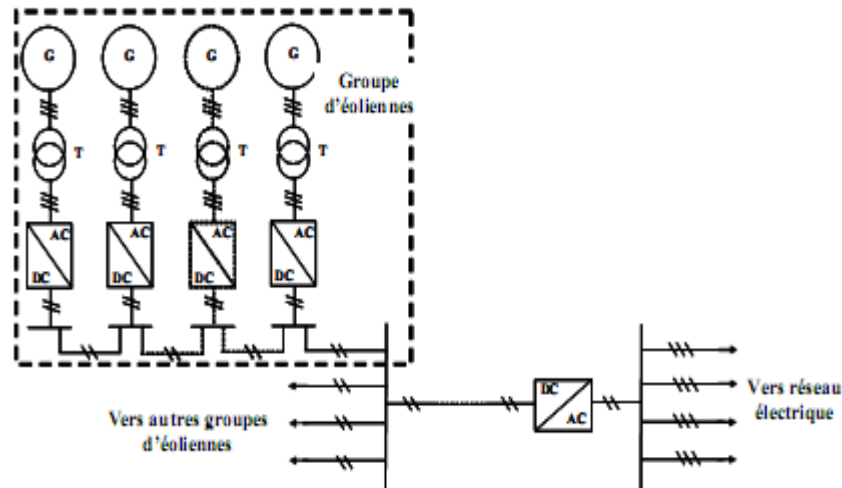 G G G G
Groupe
d'éoliennes
T T T T
AC AC AC AC
DC DC DC DC
DC
AC
Vers réseau
électrique
Vers autres groupes
d'éoliennes